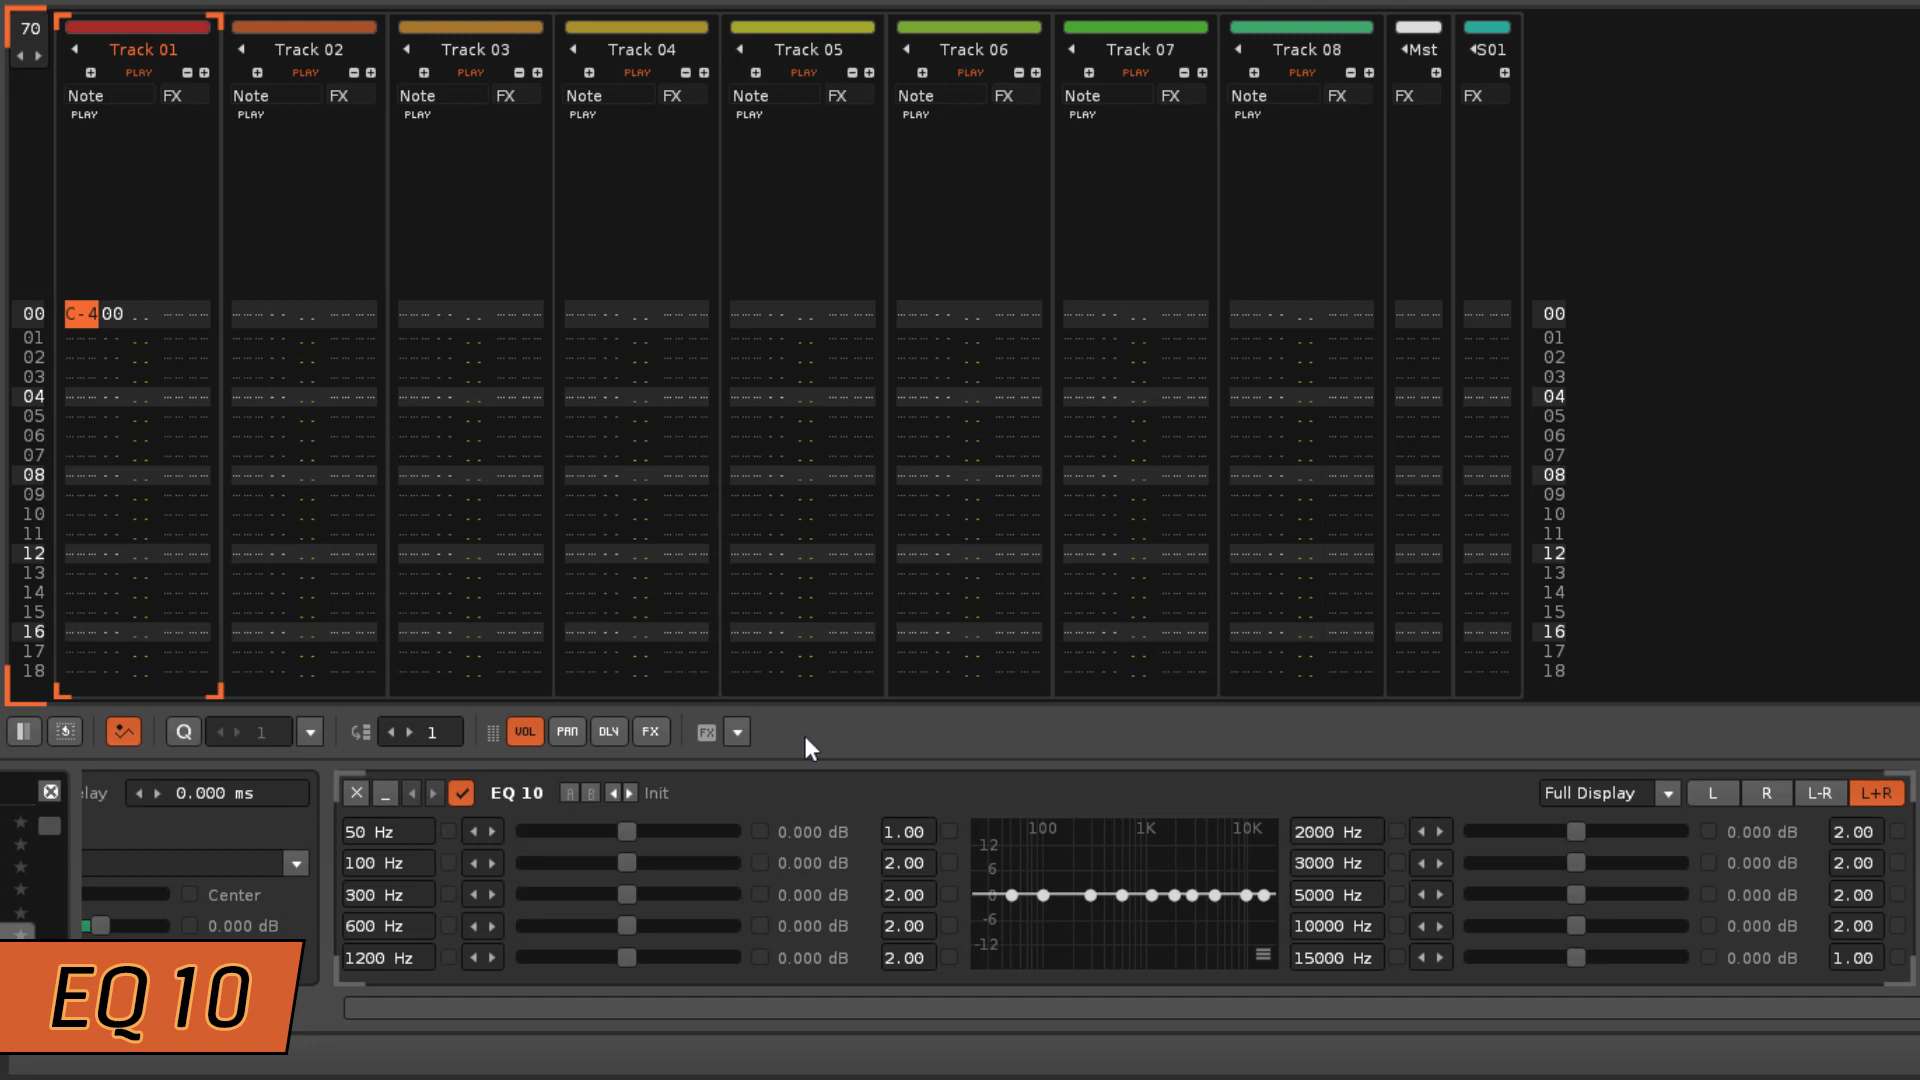 70
Track 01 Track 02 Track 03 Track 04 Track 05 Track 06 Track 07 Track 08 Mst S01
PLAY PLAY PLAY PLAY PLAY PLAY PLAY PLAY
Note FX Note FX Note FX Note FX Note FX Note FX Note FX Note FX FX FX
PLAY PLAY PLAY PLAY PLAY PLAY PLAY PLAY
00 C-4 00 00
01 01
02 02
03 03
04 04
05 05
06 06
07 07
08 08
09 09
10 10
11 11
12 12
13 13
14 14
15 15
16 16
17 17
18 18
Q 1 1 VOL PAN DLY FX FX
lay 0.000 ms EQ 10 A B Init Full Display L R L-R L+R
50 Hz 0.000 dB 1.00 100 1K 10K 2000 Hz 0.000 dB 2.00
12
100 Hz 0.000 dB 2.00 6 3000 Hz 0.000 dB 2.00
Center 300 Hz 0.000 dB 2.00 0 5000 Hz 0.000 dB 2.00
0.000 dB 600 Hz 0.000 dB 2.00 -6 10000 Hz 0.000 dB 2.00
-12
1200 Hz 0.000 dB 2.00 15000 Hz 0.000 dB 1.00
EQ 10